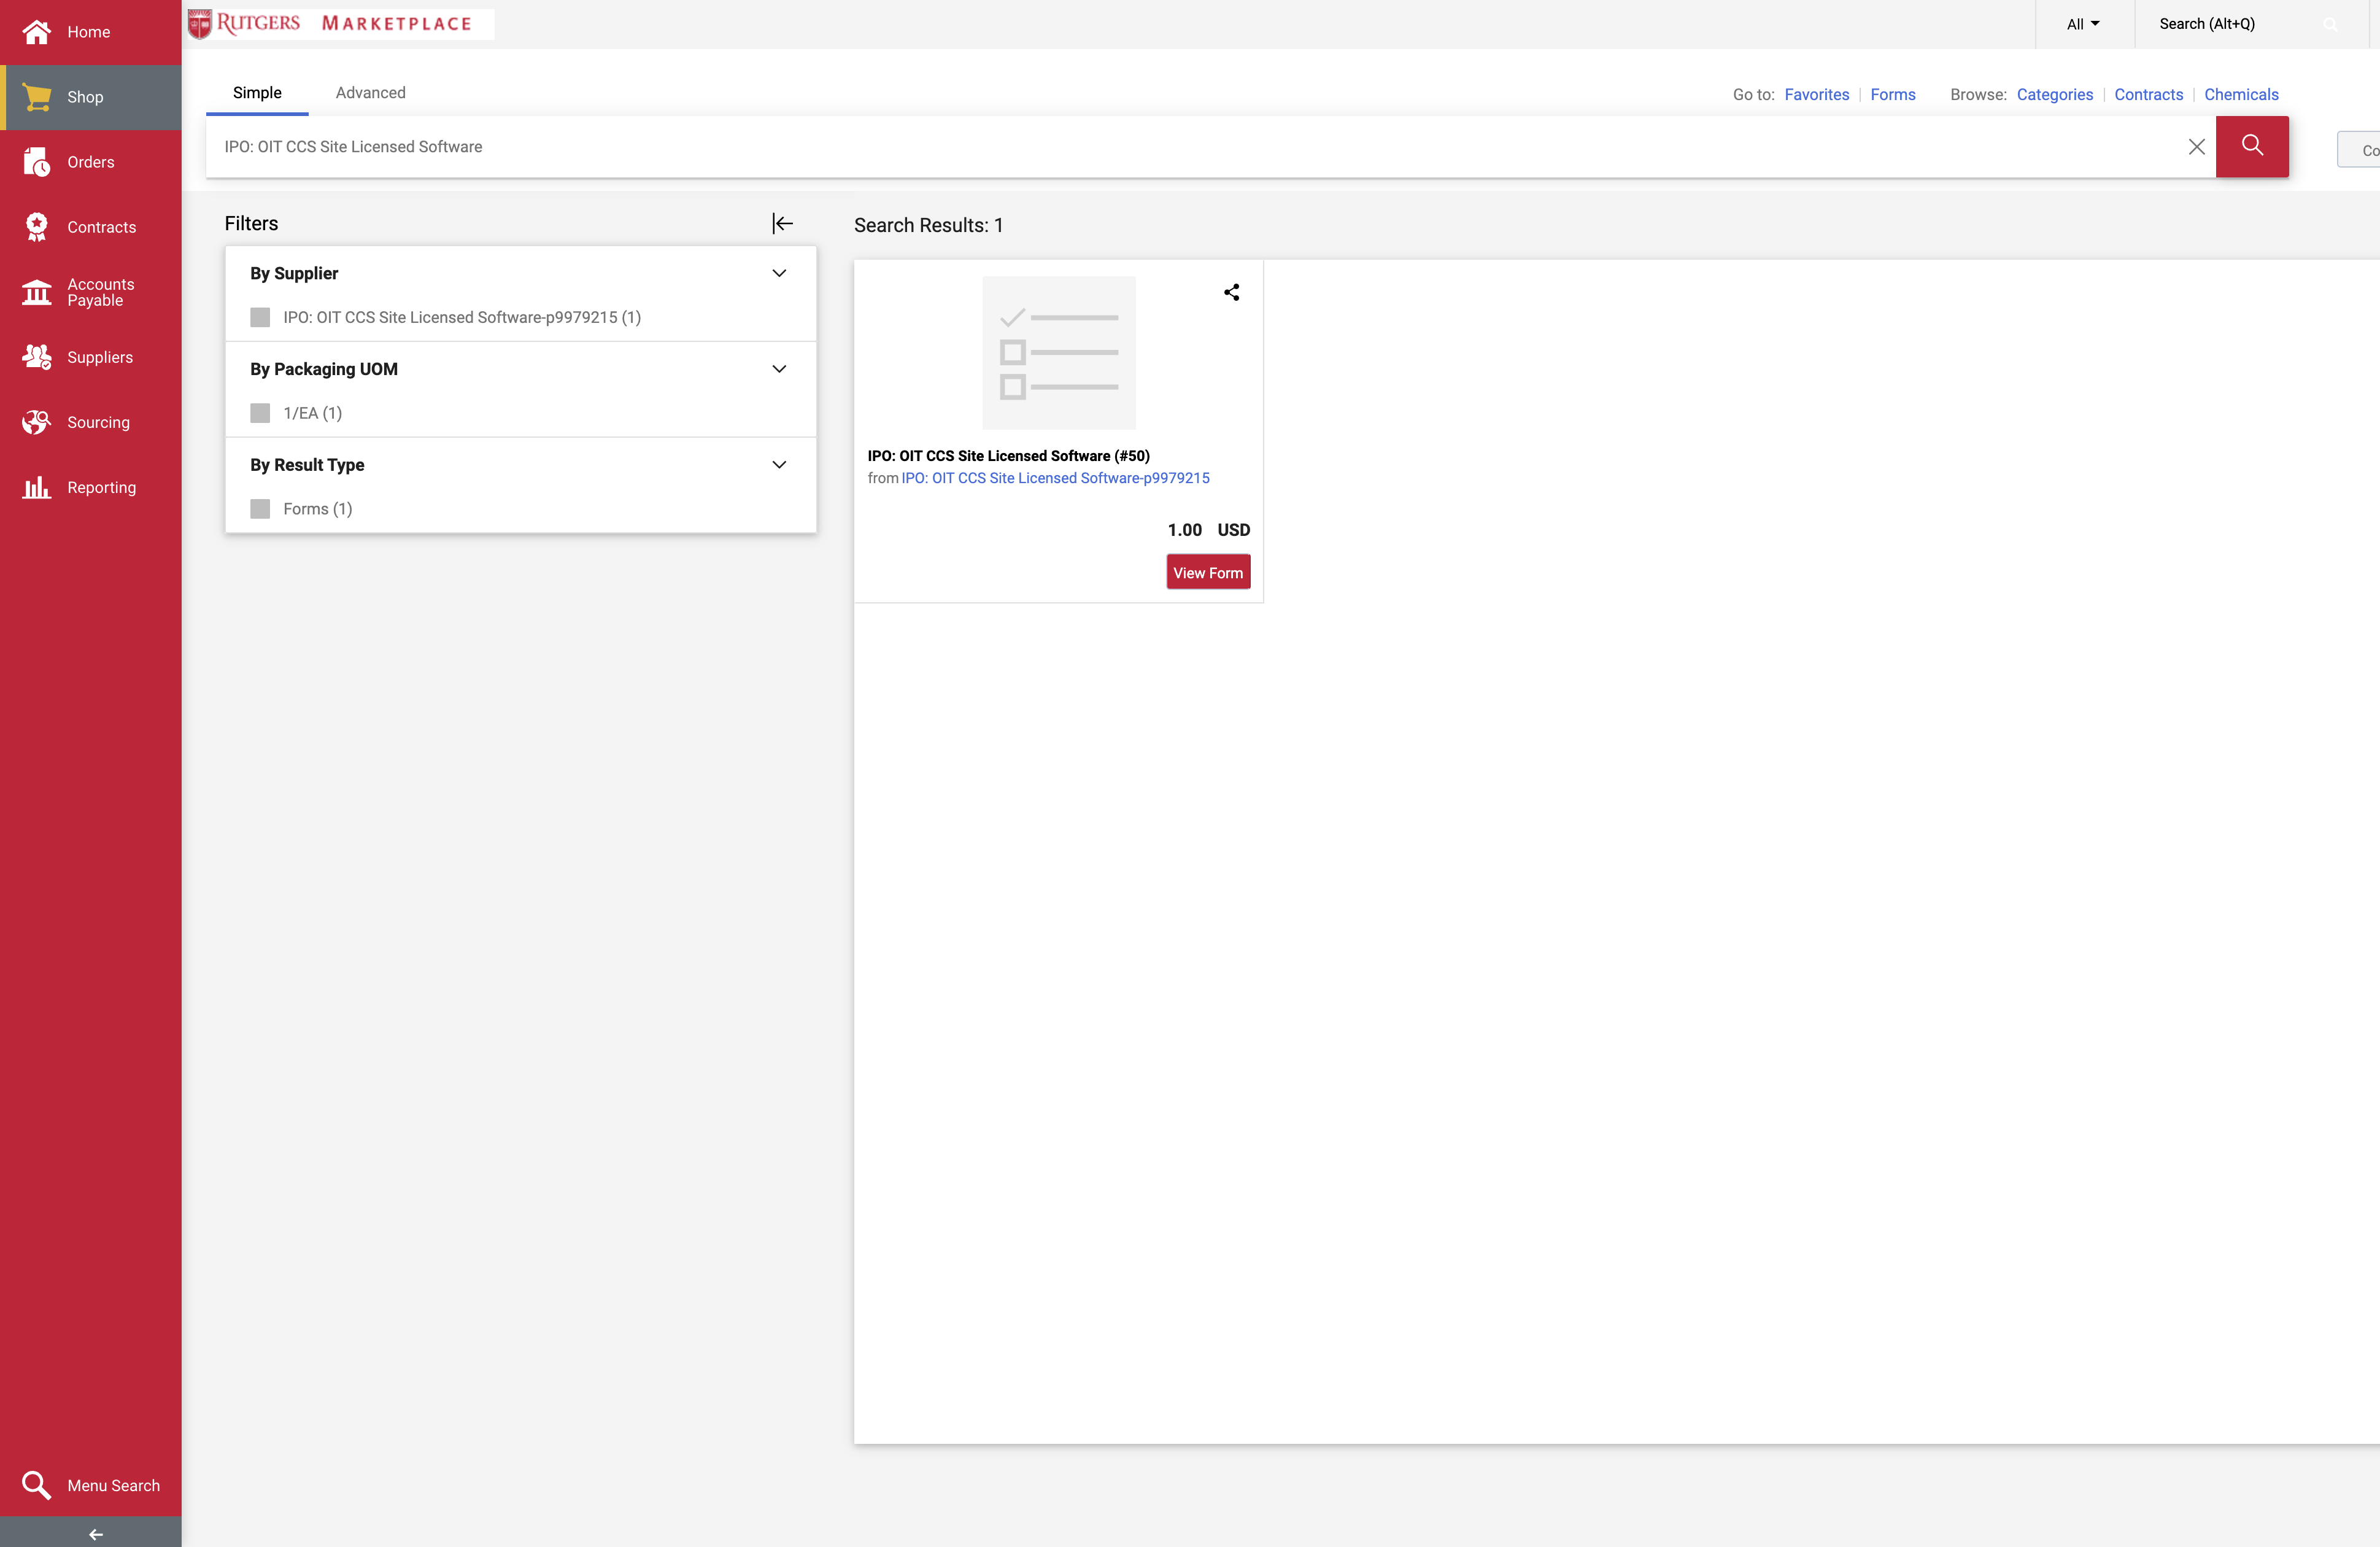 Home
Shop
Orders
Contracts
Accounts
Payable
Suppliers
Sourcing
Reporting
Menu Search
RUTGERS MARKETPLACE
All
Search (Alt+Q)
Simple
Advanced
Go to: Favorites | Forms
Browse: Categories | Contracts | Chemicals
IPO: OIT CCS Site Licensed Software
Filters
By Supplier
IPO: OIT CCS Site Licensed Software-p9979215 (1)
By Packaging UOM
1/EA (1)
By Result Type
Forms (1)
Search Results: 1
IPO: OIT CCS Site Licensed Software (#50)
from IPO: OIT CCS Site Licensed Software-p9979215
1.00 USD
View Form